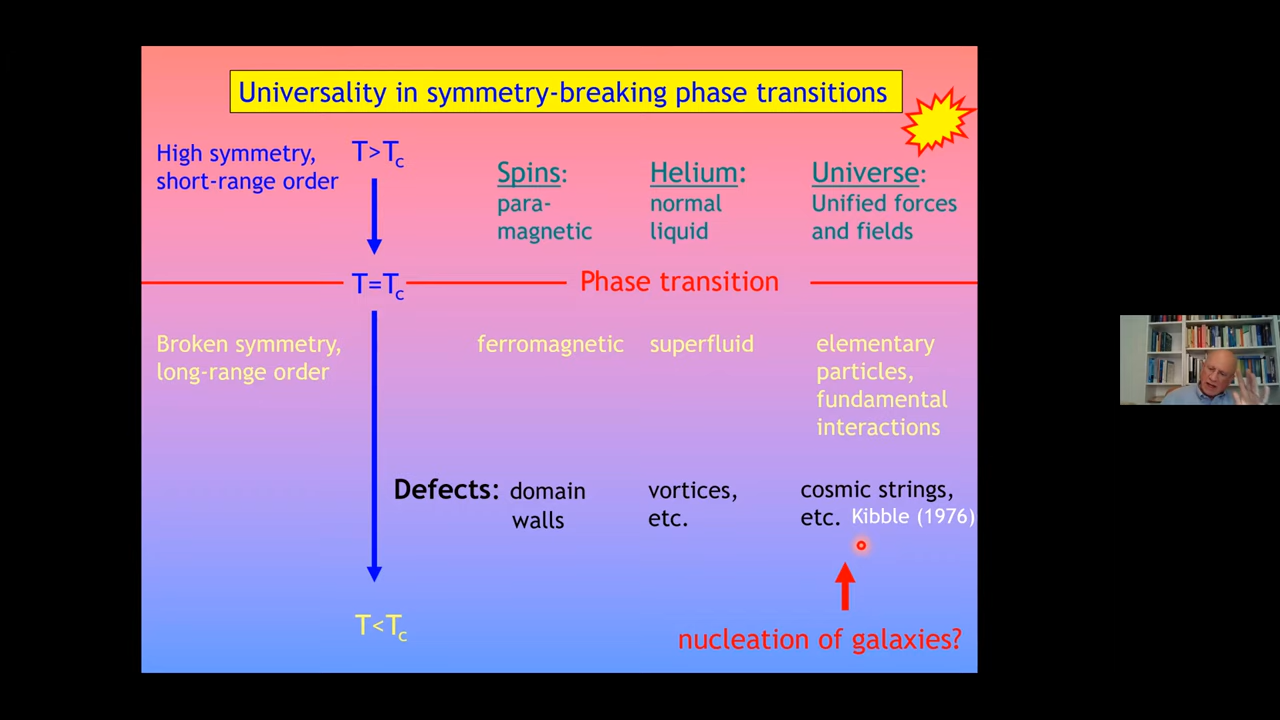 Universality in symmetry-breaking phase transitions
High symmetry,
short-range order
T>Tc
Spins:
para-
magnetic
Helium:
normal
liquid
Universe:
Unified forces
and fields
T=Tc
Phase transition
Broken symmetry,
long-range order
ferromagnetic
superfluid
elementary
particles,
fundamental
interactions
Defects:
domain
walls
vortices,
etc.
cosmic strings,
etc. Kibble (1976)
T<Tc
nucleation of galaxies?